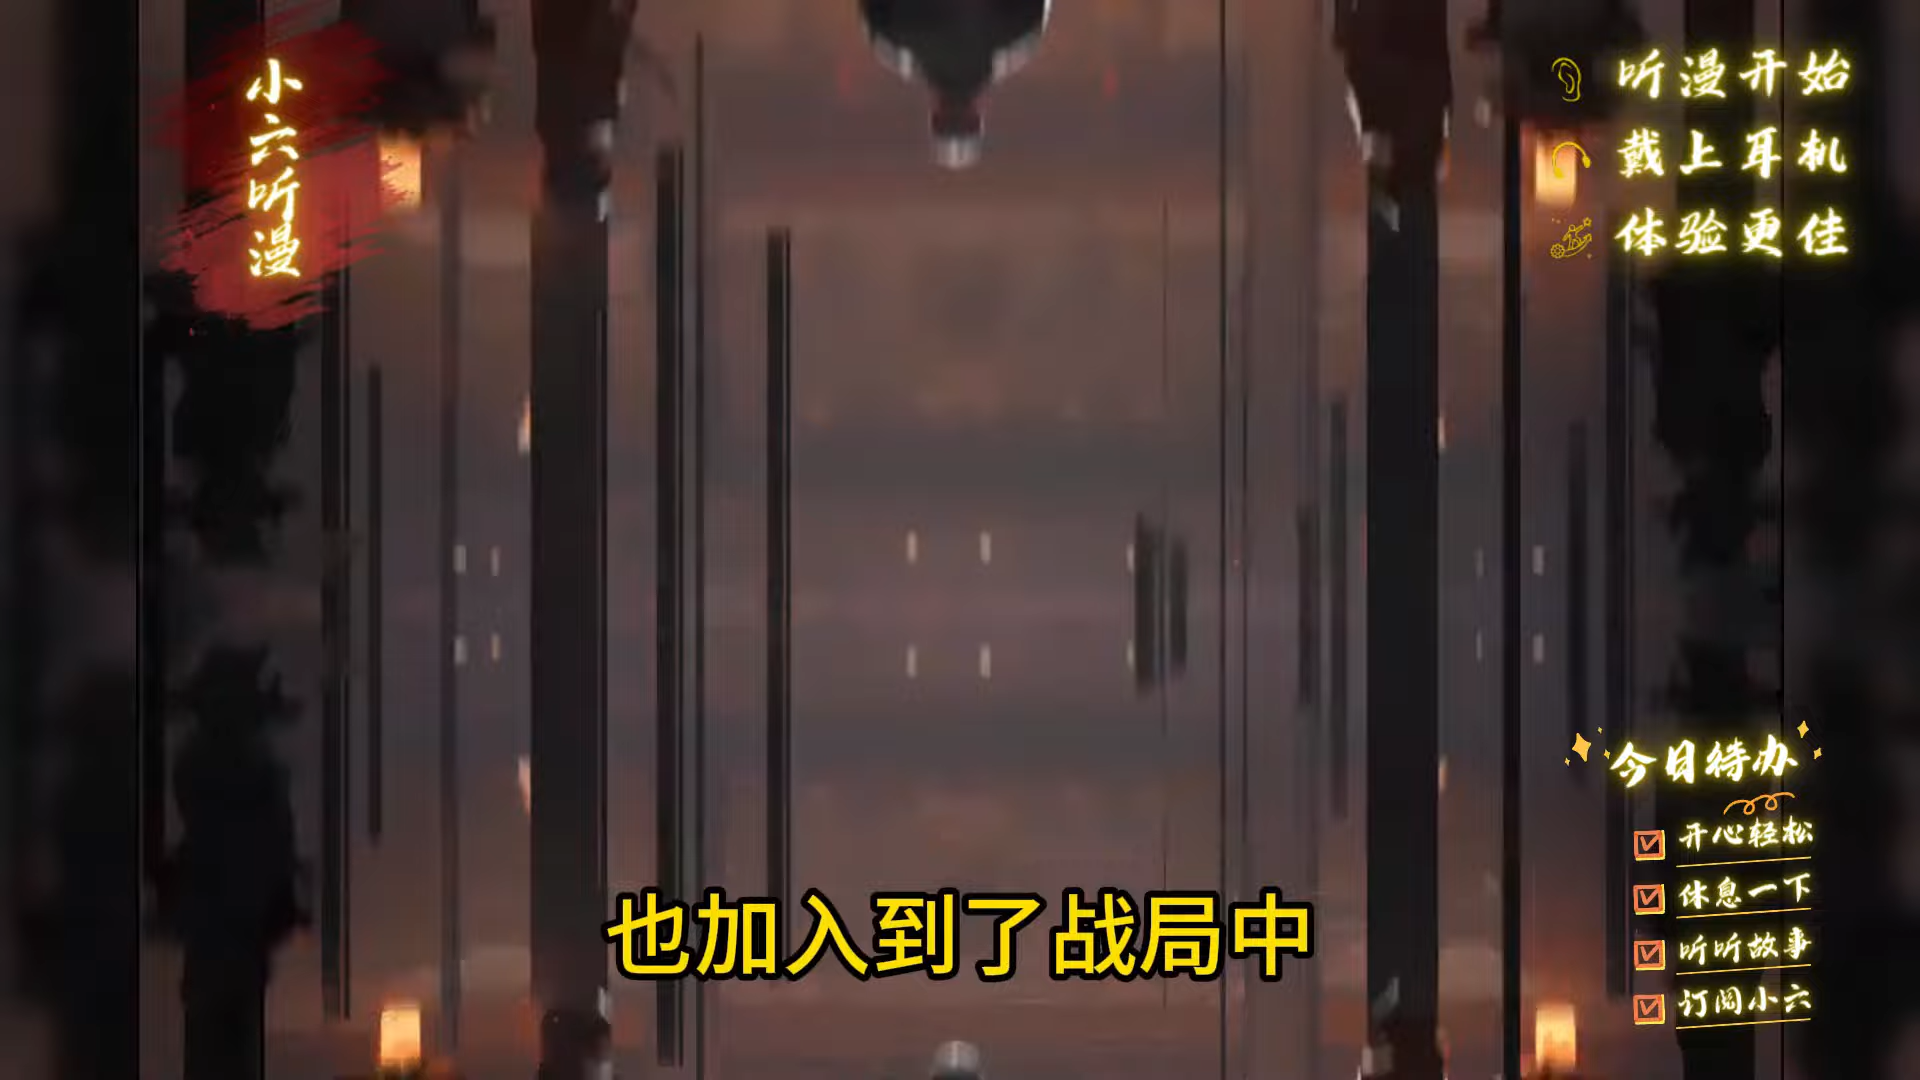 小六听漫
听漫开始
戴上耳机
体验更佳
今日待办
开心轻松
休息一下
听听故事
订阅小六
也加入到了战局中